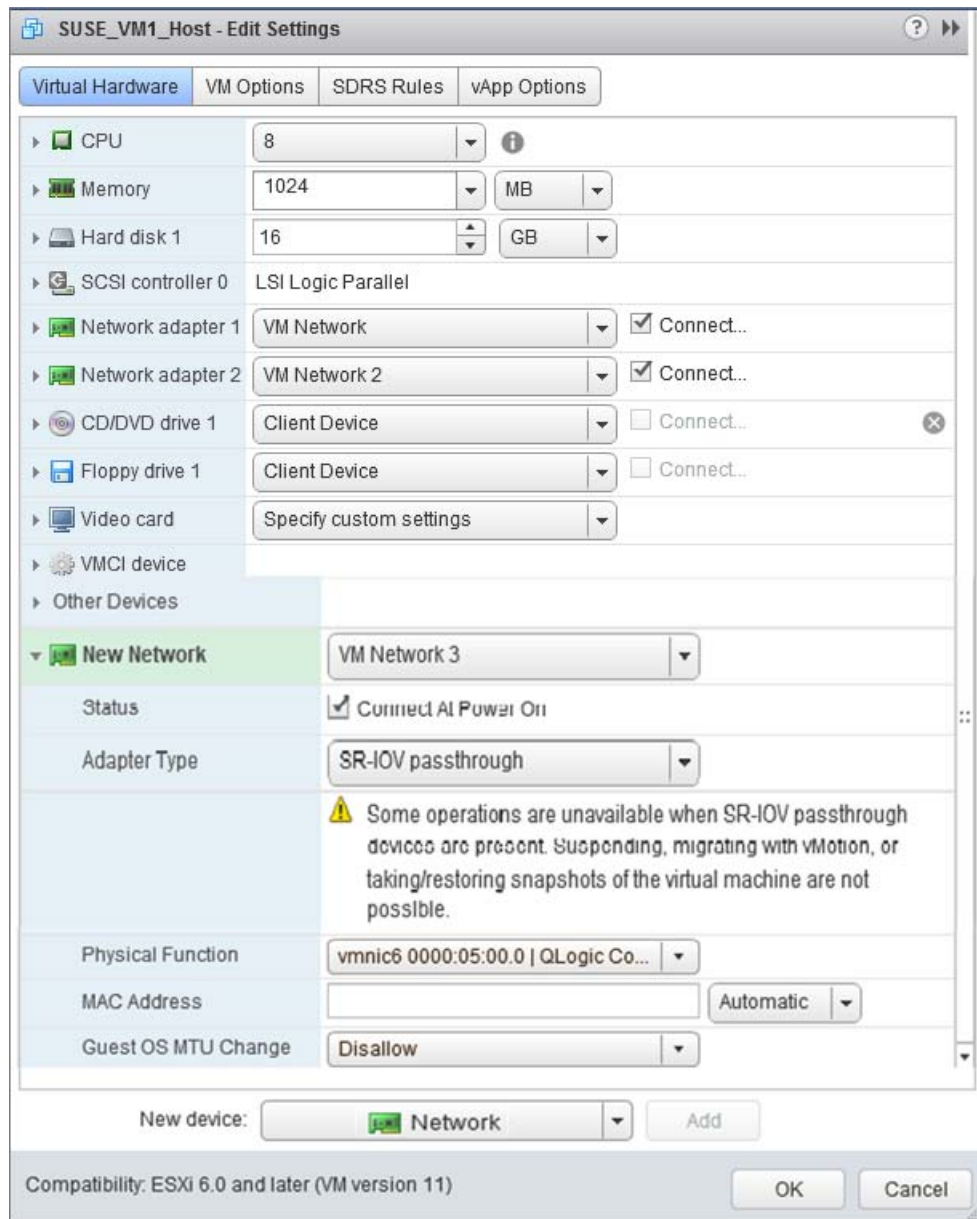 SUSE_VM1_Host - Edit Settings
Virtual Hardware VM Options SDRS Rules vApp Options
CPU 8
Memory 1024 MB
Hard disk 1 16 GB
SCSI controller 0 LSI Logic Parallel
Network adapter 1 VM Network Connect...
Network adapter 2 VM Network 2 Connect...
CD/DVD drive 1 Client Device Connect...
Floppy drive 1 Client Device Connect...
Video card Specify custom settings
VMCI device
Other Devices
New Network VM Network 3
Status Connect At Power On
Adapter Type SR-IOV passthrough
Some operations are unavailable when SR-IOV passthrough
devices are present. Suspending, migrating with vMotion, or
taking/restoring snapshots of the virtual machine are not
possible.
Physical Function vmnic6 0000:05:00.0 | QLogic Co...
MAC Address Automatic
Guest OS MTU Change Disallow
New device: Network Add
Compatibility: ESXi 6.0 and later (VM version 11) OK Cancel